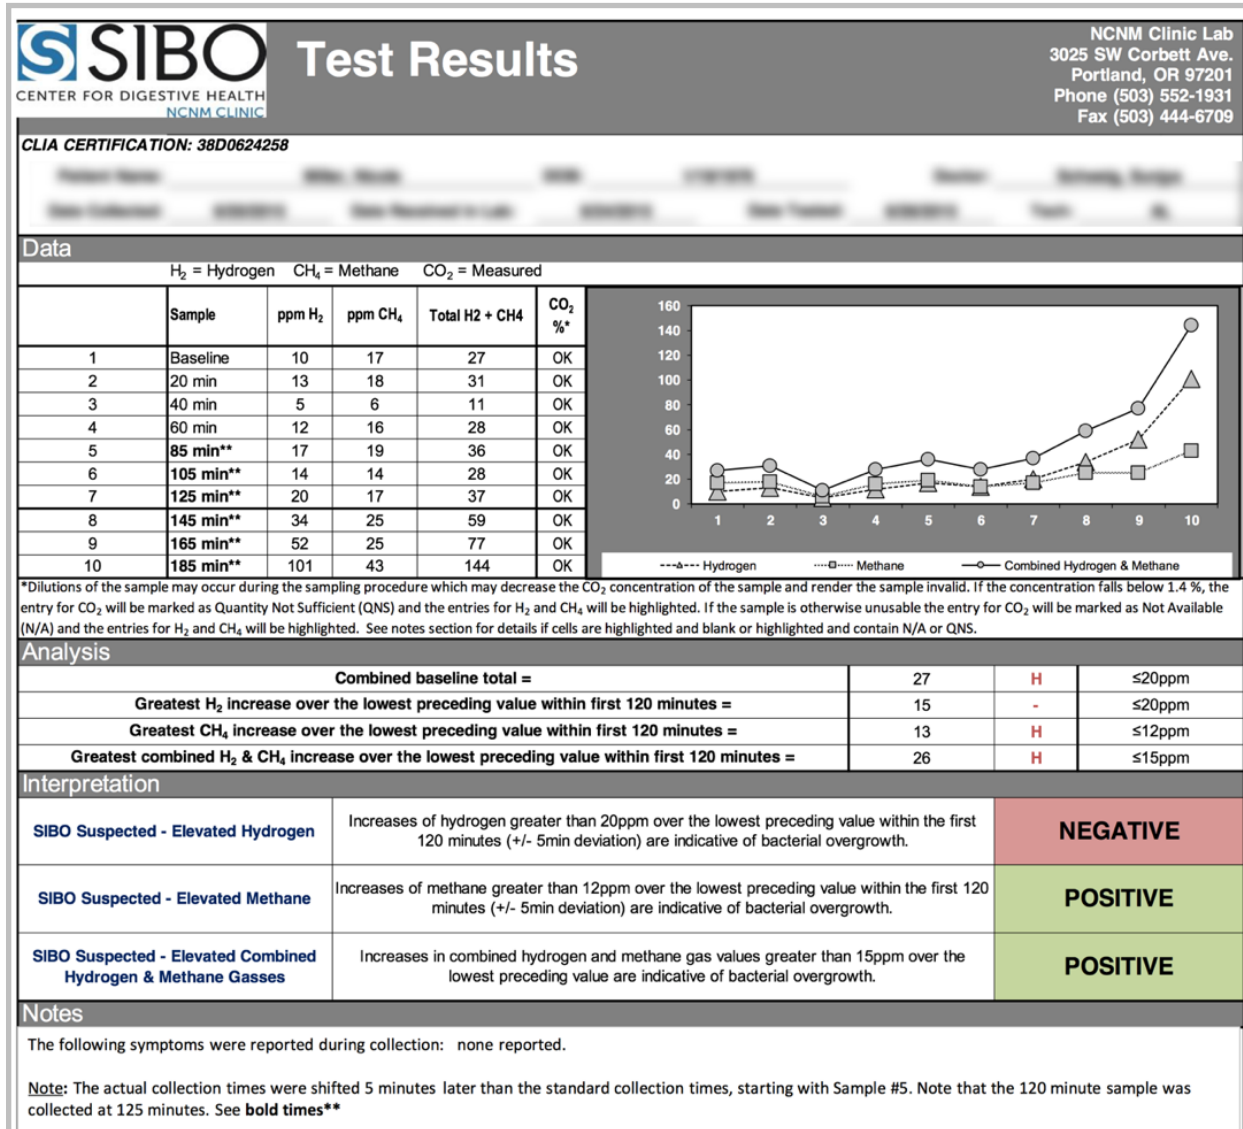 SIBO
CENTER FOR DIGESTIVE HEALTH
NCNM CLINIC
Test Results
NCNM Clinic Lab
3025 SW Corbett Ave.
Portland, OR 97201
Phone (503) 552-1931
Fax (503) 444-6709
CLIA CERTIFICATION: 38D0624258
Data
H₂ = Hydrogen CH₄ = Methane CO₂ = Measured
Sample ppm H₂ ppm CH₄ Total H2 + CH4 CO₂ %*
1 Baseline 10 17 27 OK
2 20 min 13 18 31 OK
3 40 min 5 6 11 OK
4 60 min 12 16 28 OK
5 85 min** 17 19 36 OK
6 105 min** 14 14 28 OK
7 125 min** 20 17 37 OK
8 145 min** 34 25 59 OK
9 165 min** 52 25 77 OK
10 185 min** 101 43 144 OK
160
140
120
100
80
60
40
20
0
1 2 3 4 5 6 7 8 9 10
Hydrogen Methane Combined Hydrogen & Methane
*Dilutions of the sample may occur during the sampling procedure which may decrease the CO₂ concentration of the sample and render the sample invalid. If the concentration falls below 1.4 %, the
entry for CO₂ will be marked as Quantity Not Sufficient (QNS) and the entries for H₂ and CH₄ will be highlighted. If the sample is otherwise unusable the entry for CO₂ will be marked as Not Available
(N/A) and the entries for H₂ and CH₄ will be highlighted. See notes section for details if cells are highlighted and blank or highlighted and contain N/A or QNS.
Analysis
Combined baseline total = 27 H ≤20ppm
Greatest H₂ increase over the lowest preceding value within first 120 minutes = 15 - ≤20ppm
Greatest CH₄ increase over the lowest preceding value within first 120 minutes = 13 H ≤12ppm
Greatest combined H₂ & CH₄ increase over the lowest preceding value within first 120 minutes = 26 H ≤15ppm
Interpretation
SIBO Suspected - Elevated Hydrogen
Increases of hydrogen greater than 20ppm over the lowest preceding value within the first
120 minutes (+/- 5min deviation) are indicative of bacterial overgrowth.
NEGATIVE
SIBO Suspected - Elevated Methane
Increases of methane greater than 12ppm over the lowest preceding value within the first 120
minutes (+/- 5min deviation) are indicative of bacterial overgrowth.
POSITIVE
SIBO Suspected - Elevated Combined
Hydrogen & Methane Gasses
Increases in combined hydrogen and methane gas values greater than 15ppm over the
lowest preceding value are indicative of bacterial overgrowth.
POSITIVE
Notes
The following symptoms were reported during collection: none reported.
Note: The actual collection times were shifted 5 minutes later than the standard collection times, starting with Sample #5. Note that the 120 minute sample was
collected at 125 minutes. See bold times**